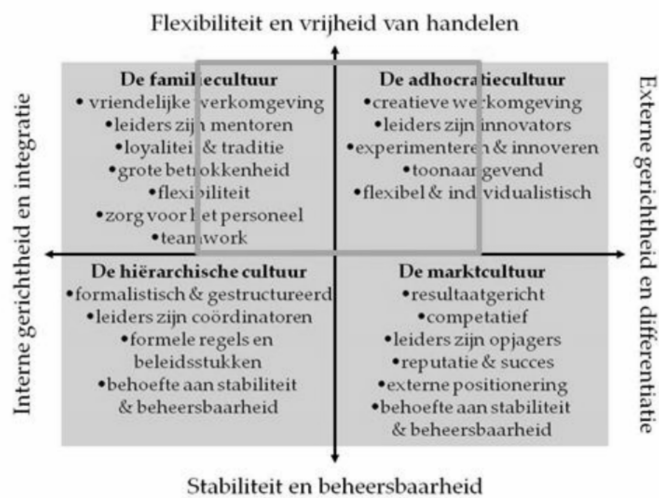 Flexibiliteit en vrijheid van handelen
Interne gerichtheid en integratie
De familiecultuur
•vriendelijke werkomgeving
•leiders zijn mentoren
•loyaliteit & traditie
•grote betrokkenheid
•flexibiliteit
•zorg voor het personeel
•teamwork
De adhocratiecultuur
•creatieve werkomgeving
•leiders zijn innovators
•experimenteren & innoveren
•toonaangevend
•flexibel & individualistisch
De hiërarchische cultuur
•formalistisch & gestructureerd
•leiders zijn coördinatoren
•formele regels en
beleidsstukken
•behoefte aan stabiliteit
& beheersbaarheid
De marktcultuur
•resultaatgericht
•competatief
•leiders zijn opjagers
•reputatie & succes
•externe positionering
•behoefte aan stabiliteit
& beheersbaarheid
Externe gerichtheid en differentiatie
Stabiliteit en beheersbaarheid